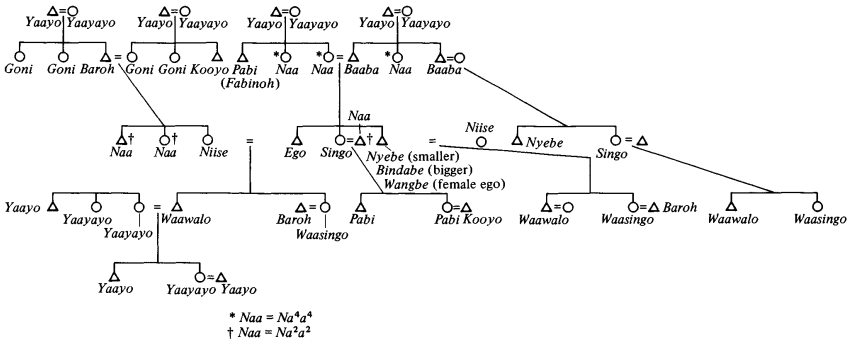 Yaayo Yaayayo Yaayo Yaayayo Yaayo Yaayayo Yaayo Yaayayo
Goni Goni Baroh Goni Goni Kooyo Pabi * Naa * Naa Baaba * Naa Baaba
(Fabinoh)
Naa
Naa † Naa † Niise Ego Singo † Niise Nyebe Singo
Nyebe (smaller)
Bindabe (bigger)
Wangbe (female ego)
Yaayo Yaayayo Yaayayo Waawalo Baroh Waasingo Pabi Pabi Kooyo Waawalo Waasingo Baroh Waawalo Waasingo
Yaayo Yaayayo Yaayo
* Naa = Na⁴a⁴
† Naa = Na²a²